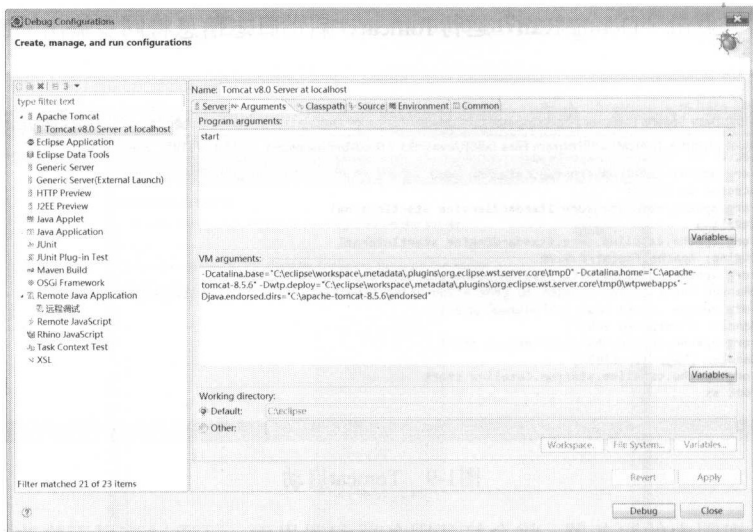 Debug Configurations
Create, manage, and run configurations
type filter text
Apache Tomcat
Tomcat v8.0 Server at localhost
Eclipse Application
Eclipse Data Tools
Generic Server
Generic Server(External Launch)
HTTP Preview
J2EE Preview
Java Applet
Java Application
JUnit
JUnit Plug-in Test
Maven Build
OSGi Framework
Remote Java Application
远程调试
Remote JavaScript
Rhino JavaScript
Task Context Test
XSL
Filter matched 21 of 23 items
Name: Tomcat v8.0 Server at localhost
Server Arguments Classpath Source Environment Common
Program arguments:
start
Variables...
VM arguments:
-Dcatalina.base="C:\eclipse\workspace\.metadata\.plugins\org.eclipse.wst.server.core\tmp0" -Dcatalina.home="C:\apache-
tomcat-8.5.6" -Dwtp.deploy="C:\eclipse\workspace\.metadata\.plugins\org.eclipse.wst.server.core\tmp0\wtpwebapps" -
Djava.endorsed.dirs="C:\apache-tomcat-8.5.6\endorsed"
Variables...
Working directory:
Default: C:\eclipse
Other:
Workspace... File System... Variables...
Revert Apply
Debug Close